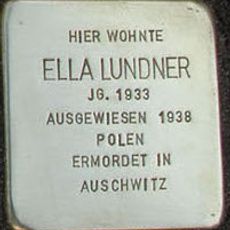 HIER WOHNTE
ELLA LUNDNER
JG. 1933
AUSGEWIESEN 1938
POLEN
ERMORDET IN
AUSCHWITZ